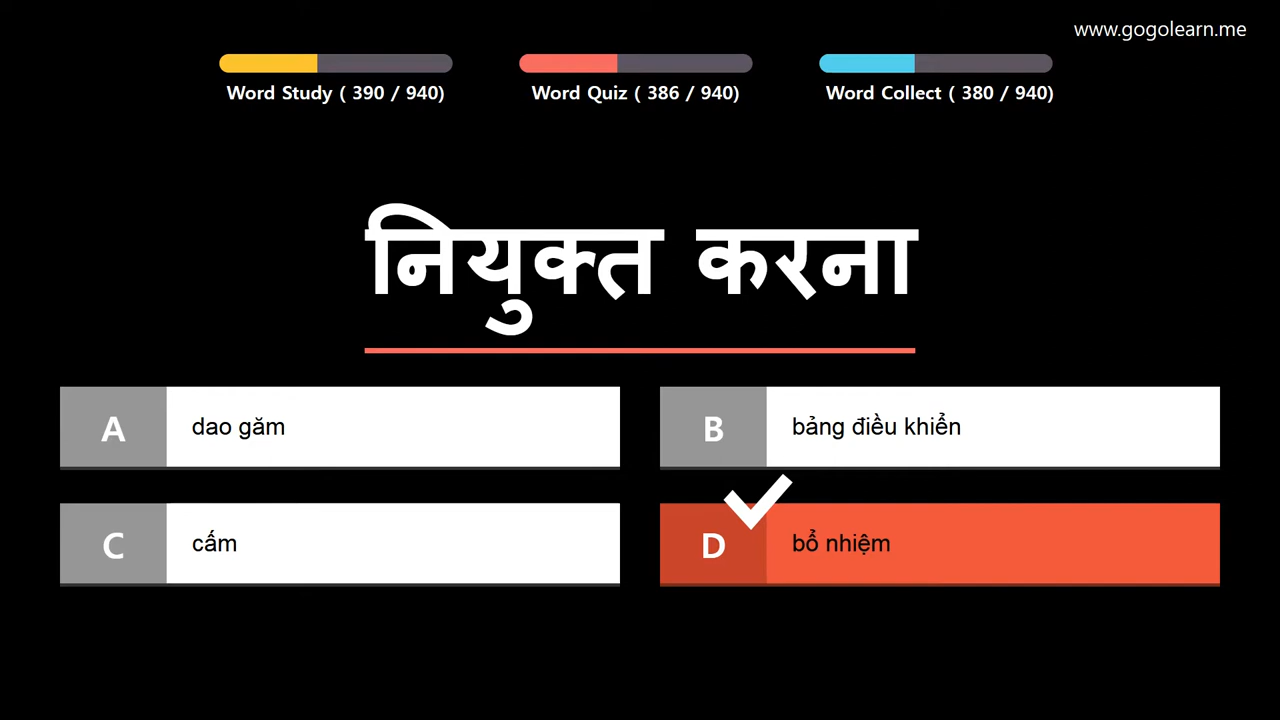 www.gogolearn.me
Word Study ( 390 / 940)
Word Quiz ( 386 / 940)
Word Collect ( 380 / 940)
नियुक्त करना
A
dao găm
B
bảng điều khiển
C
cấm
D
bổ nhiệm